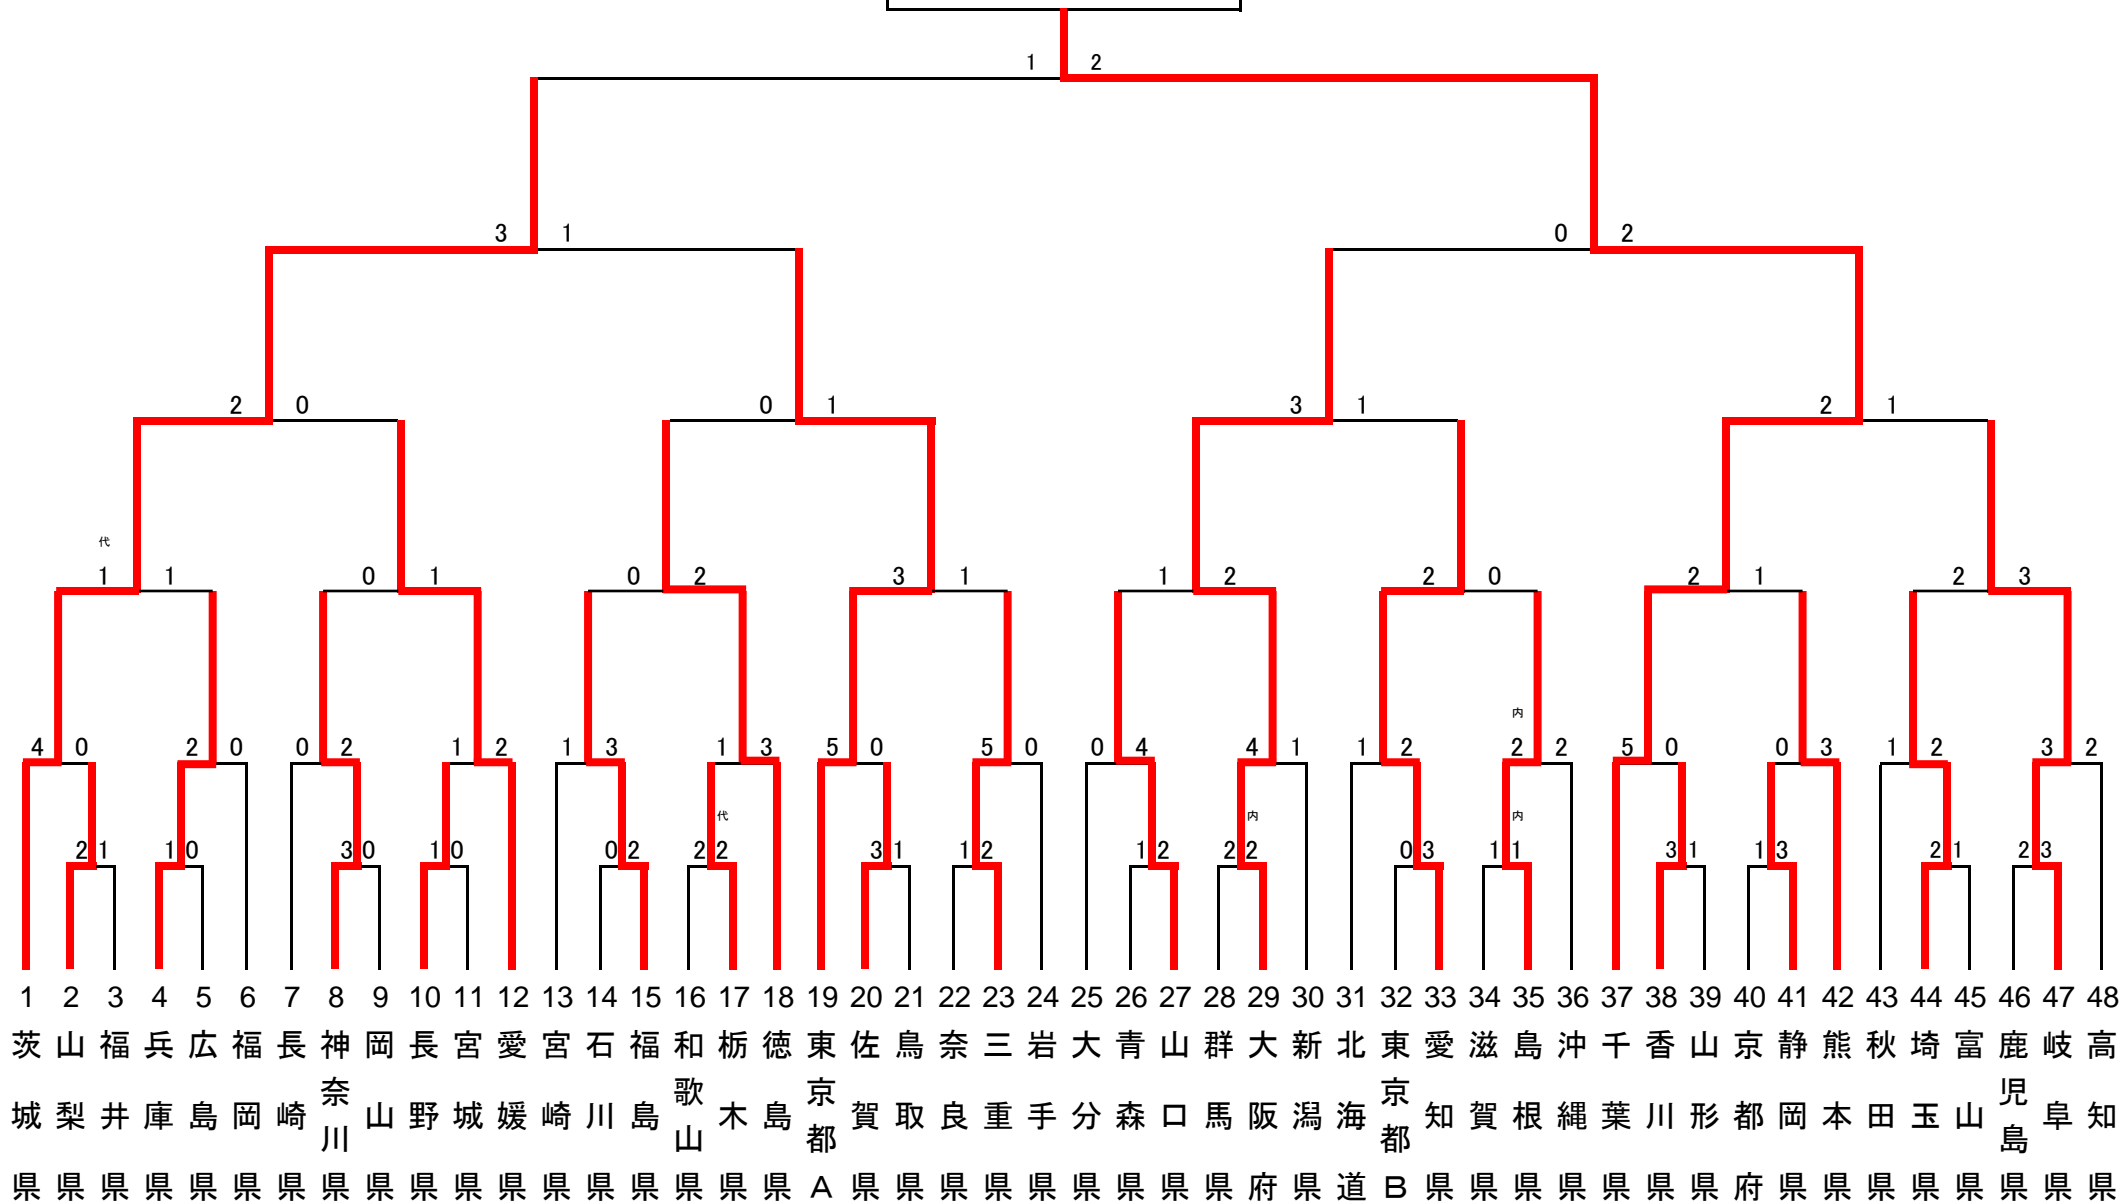 1 2
3 1 0 2
2 0 0 1 3 1 2 1
代
1 1 0 1 0 2 3 1 1 2 2 0 2 1 2 3
内
4 0 2 0 0 2 1 2 1 3 1 3 5 0 5 0 0 4 4 1 1 2 2 2 5 0 0 3 1 2 3 2
代 内 内
2 1 1 0 3 0 1 0 0 2 2 2 3 1 1 2 1 2 2 2 0 3 1 1 3 1 1 3 2 1 2 3
1 2 3 4 5 6 7 8 9 10 11 12 13 14 15 16 17 18 19 20 21 22 23 24 25 26 27 28 29 30 31 32 33 34 35 36 37 38 39 40 41 42 43 44 45 46 47 48
茨城県
山梨県
福井県
兵庫県
広島県
福岡県
長崎県
神奈川県
岡山県
長野県
宮城県
愛媛県
宮崎県
石川県
福島県
和歌山県
栃木県
徳島県
東京都A
佐賀県
鳥取県
奈良県
三重県
岩手県
大分県
青森県
山口県
群馬県
大阪府
新潟県
北海道
東京都B
愛知県
滋賀県
島根県
沖縄県
千葉県
香川県
山形県
京都府
静岡県
熊本県
秋田県
埼玉県
富山県
鹿児島県
岐阜県
高知県